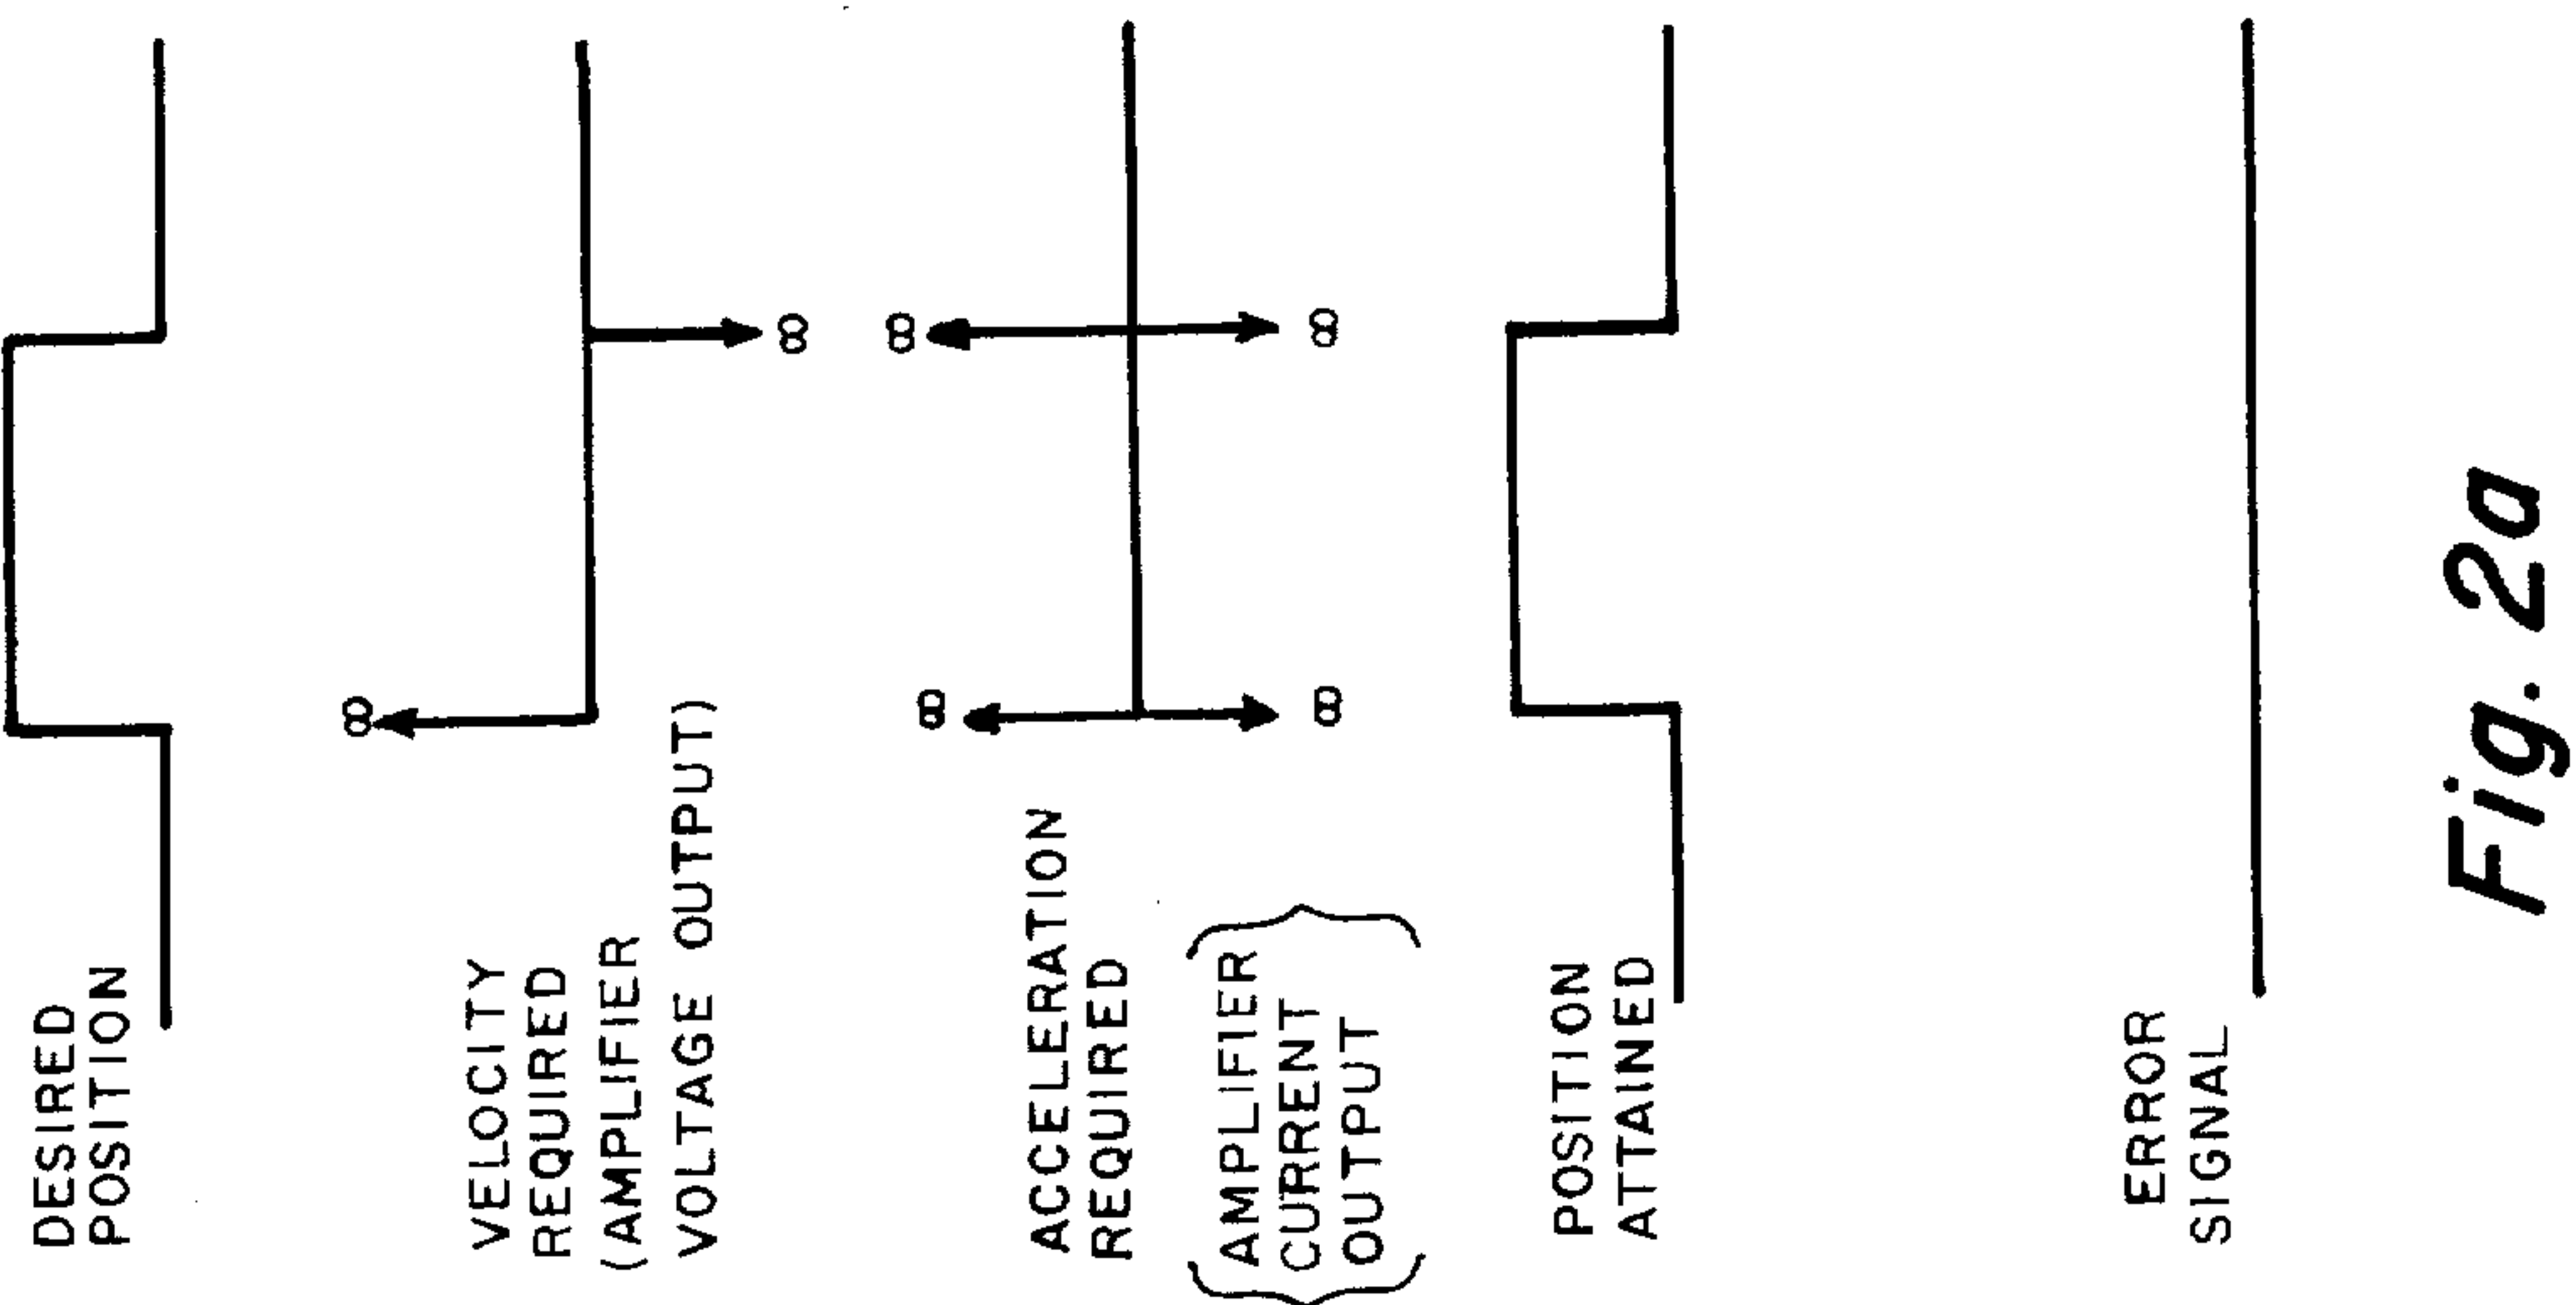 DESIRED
POSITION
VELOCITY
REQUIRED
(AMPLIFIER
VOLTAGE OUTPUT)
∞
∞
ACCELERATION
REQUIRED
{AMPLIFIER
CURRENT
OUTPUT}
∞
∞
∞
∞
POSITION
ATTAINED
ERROR
SIGNAL
Fig. 2a